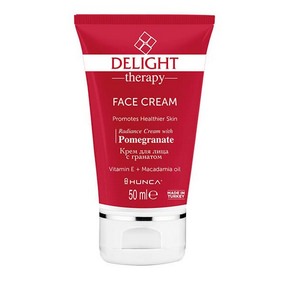 DELIGHT
therapy
FACE CREAM
Promotes Healthier Skin
Radiance Cream with
Pomegranate
Крем для лица
с гранатом
Vitamin E + Macadamia oil
HUNCA
50 ml e
MADE IN
TURKEY